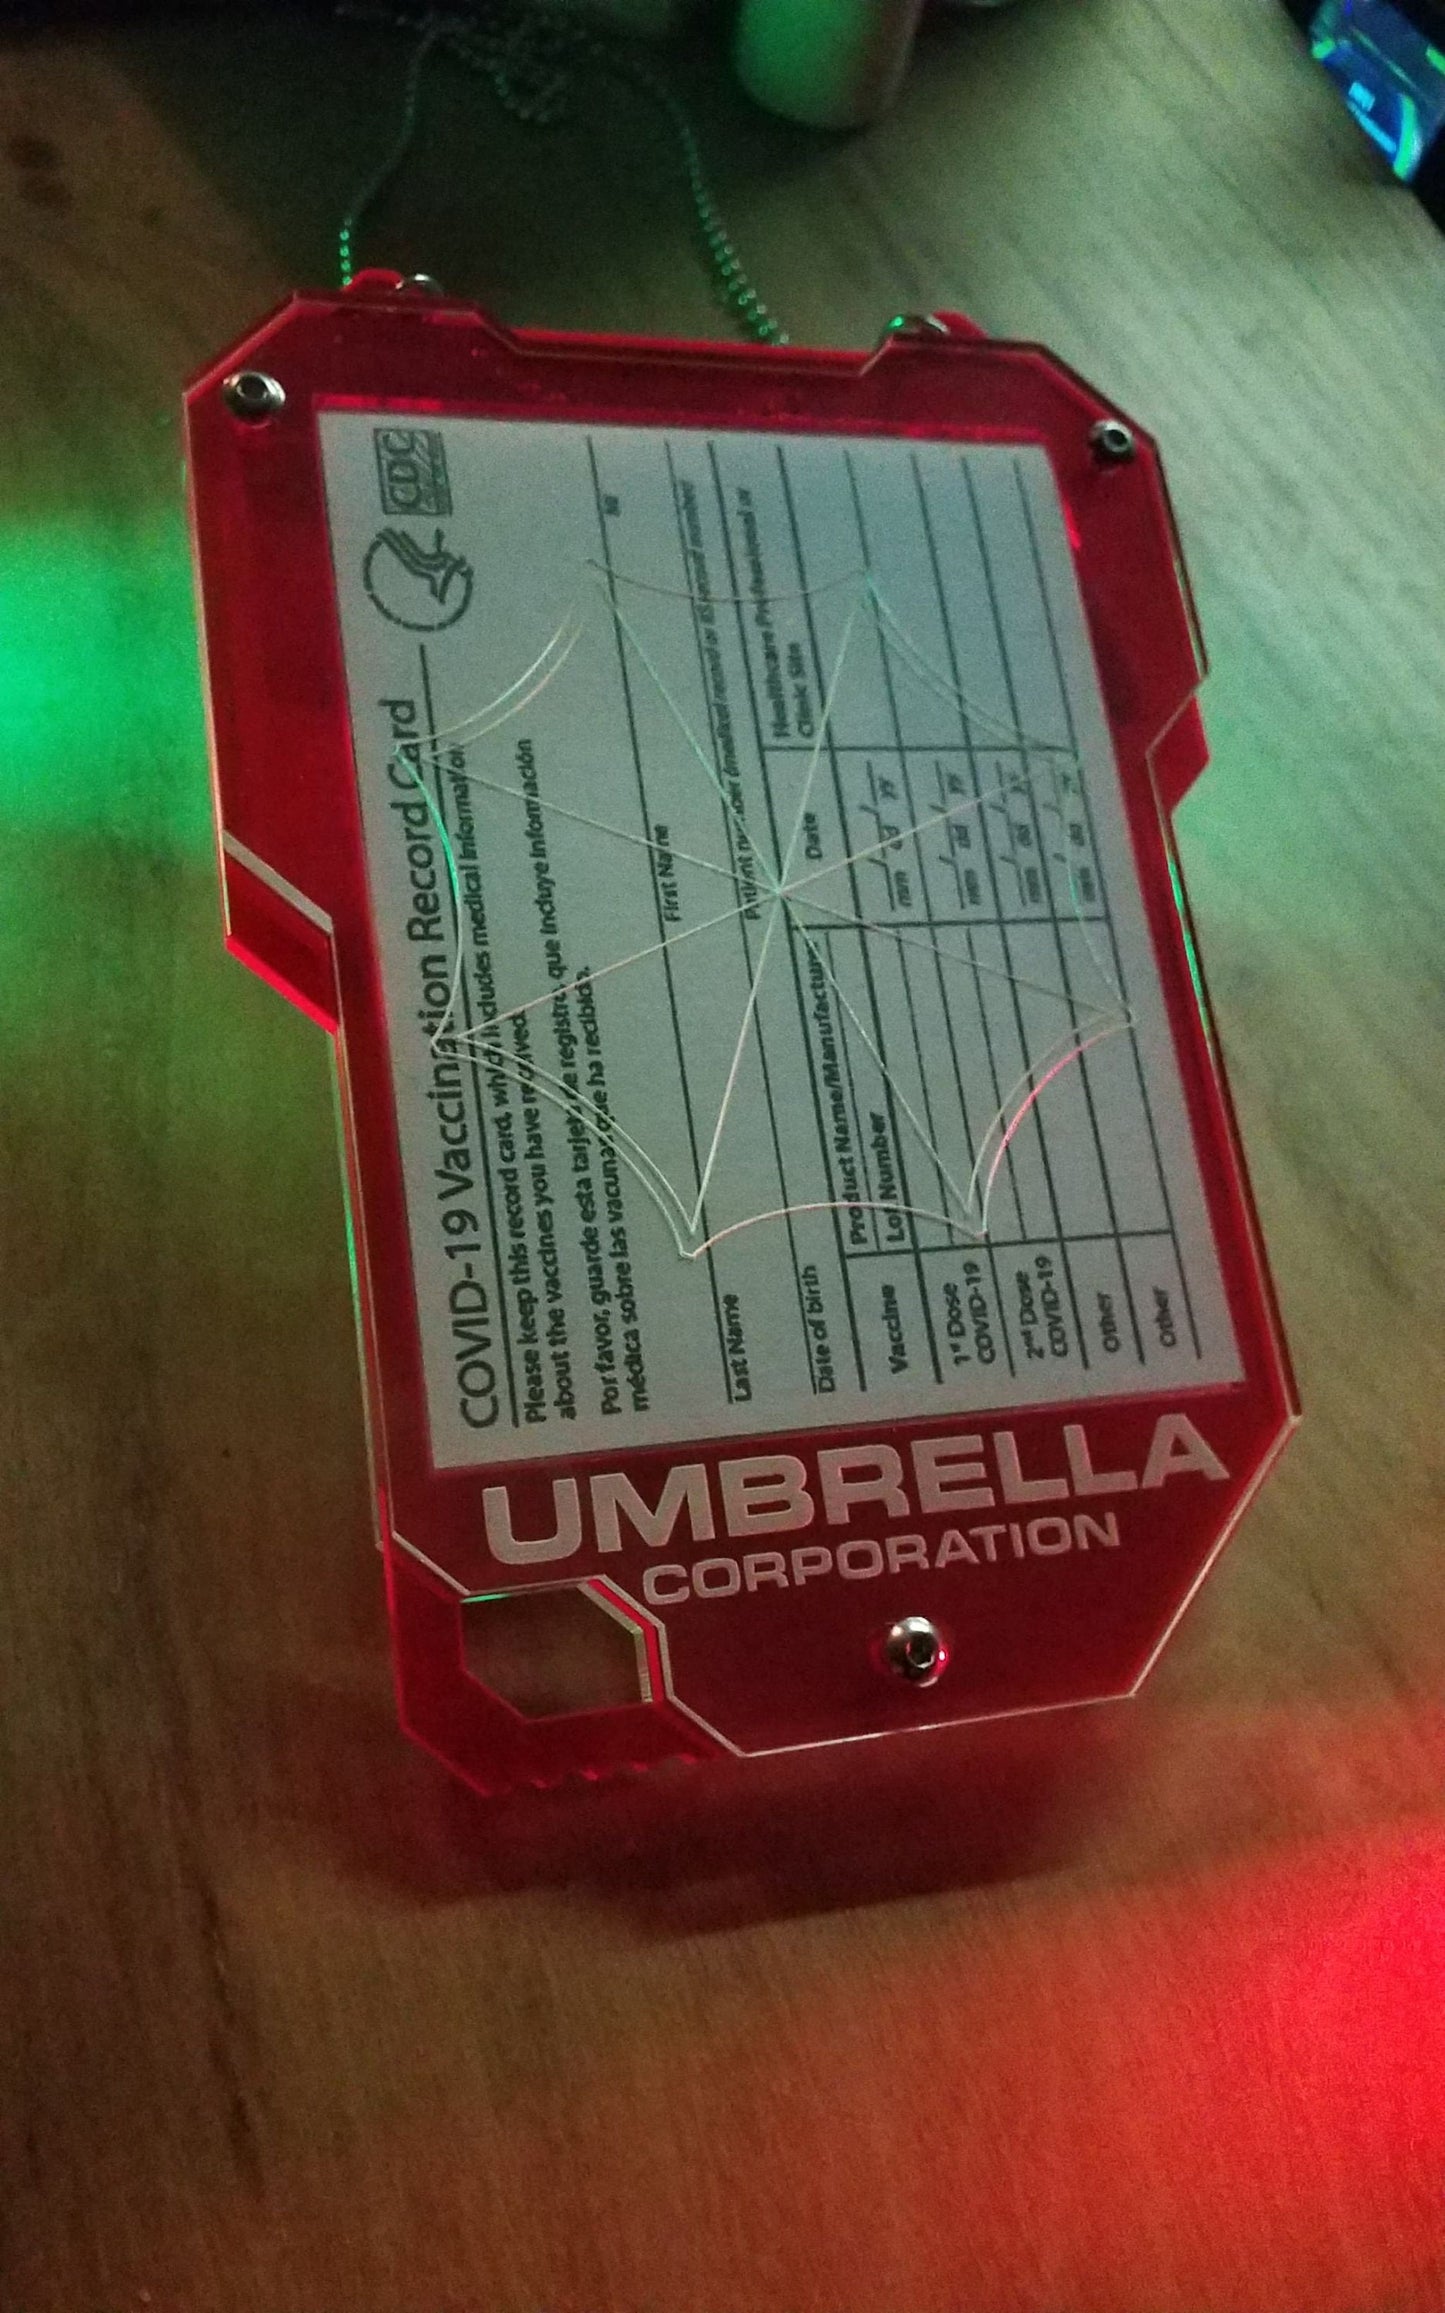 COVID-19 Vaccination Record Card
CDC
Please keep this record card, which includes medical information
about the vaccines you have received.
Por favor, guarde esta tarjeta de registro, que incluye información
médica sobre las vacunas que ha recibido.
Last Name
First Name
MI
Date of birth
Patient number (medical record or IIS record number)
Vaccine
Product Name/Manufacturer
Lot Number
Date
Healthcare Professional or
Clinic Site
1st Dose
COVID-19
mm / dd / yy
2nd Dose
COVID-19
mm / dd / yy
Other
mm / dd / yy
Other
mm / dd / yy
UMBRELLA
CORPORATION